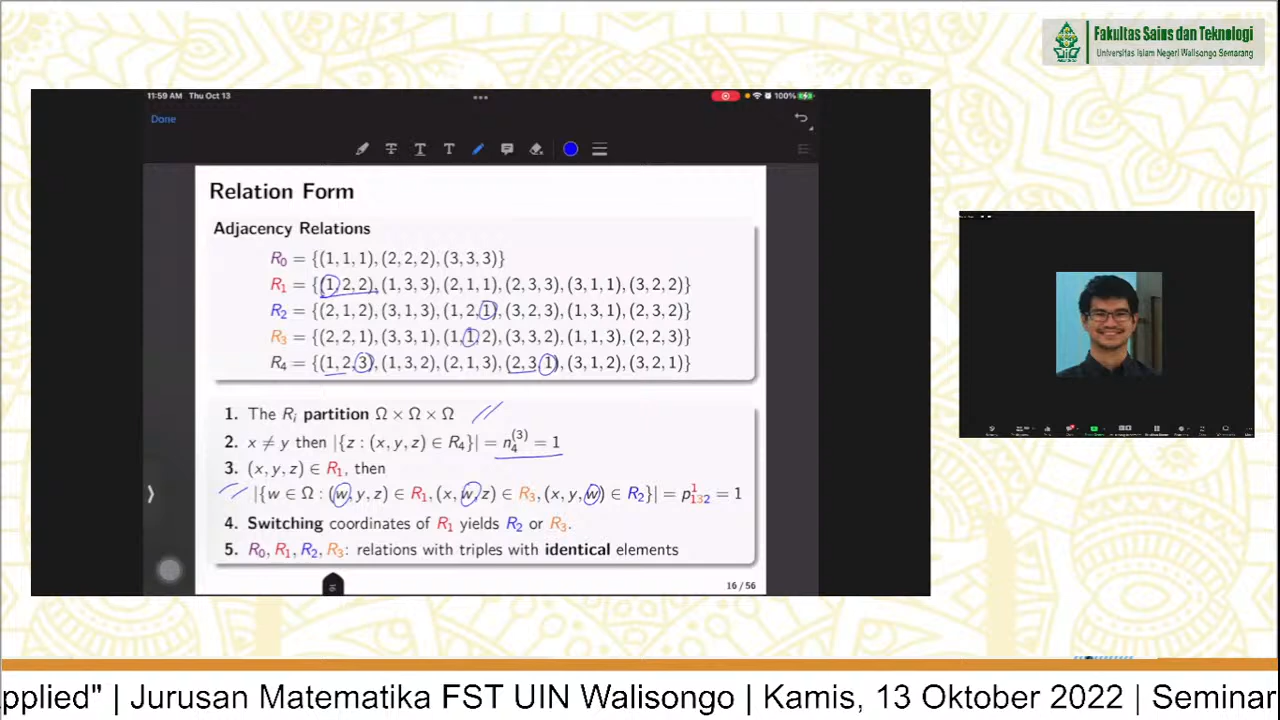 Fakultas Sains dan Teknologi
Universitas Islam Negeri Walisongo Semarang
11:59 AM Thu Oct 13
100%
Done
Relation Form
Adjacency Relations
R₀ = {(1, 1, 1), (2, 2, 2), (3, 3, 3)}
R₁ = {(1, 2, 2), (1, 3, 3), (2, 1, 1), (2, 3, 3), (3, 1, 1), (3, 2, 2)}
R₂ = {(2, 1, 2), (3, 1, 3), (1, 2, 1), (3, 2, 3), (1, 3, 1), (2, 3, 2)}
R₃ = {(2, 2, 1), (3, 3, 1), (1, 1, 2), (3, 3, 2), (1, 1, 3), (2, 2, 3)}
R₄ = {(1, 2, 3), (1, 3, 2), (2, 1, 3), (2, 3, 1), (3, 1, 2), (3, 2, 1)}
1. The Rᵢ partition Ω × Ω × Ω
2. x ≠ y then |{z : (x, y, z) ∈ R₄}| = n₄⁽³⁾ = 1
3. (x, y, z) ∈ R₁, then
|{w ∈ Ω : (w, y, z) ∈ R₁, (x, w, z) ∈ R₃, (x, y, w) ∈ R₂}| = p¹₁₃₂ = 1
4. Switching coordinates of R₁ yields R₂ or R₃.
5. R₀, R₁, R₂, R₃: relations with triples with identical elements
16 / 56
applied" | Jurusan Matematika FST UIN Walisongo | Kamis, 13 Oktober 2022 | Seminar